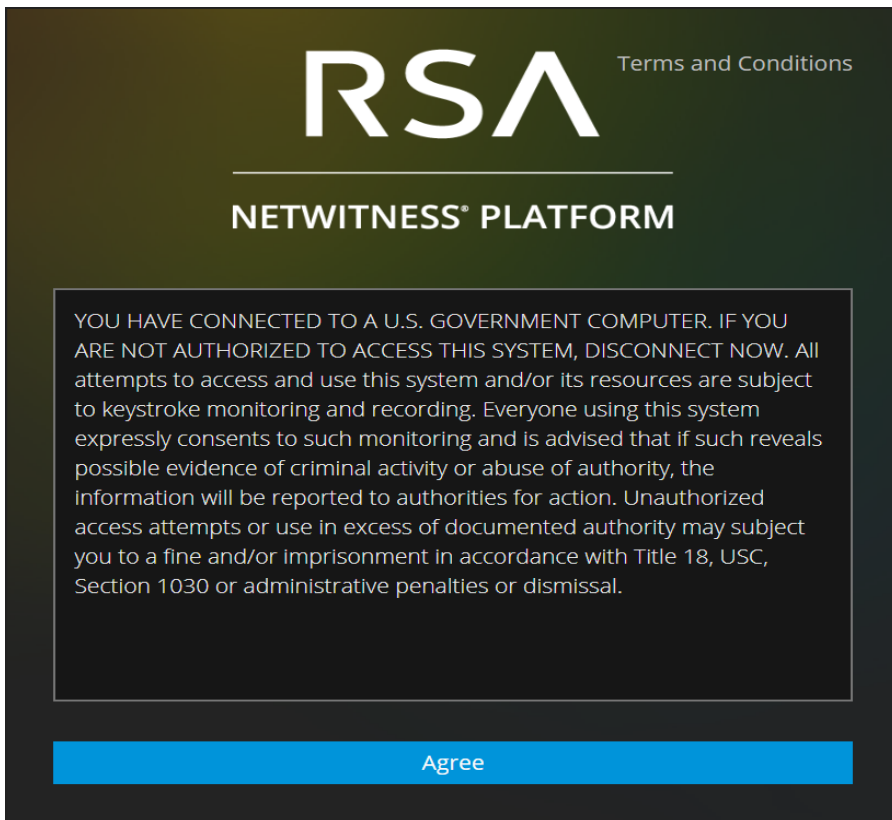 RSA
Terms and Conditions
NETWITNESS® PLATFORM
YOU HAVE CONNECTED TO A U.S. GOVERNMENT COMPUTER. IF YOU
ARE NOT AUTHORIZED TO ACCESS THIS SYSTEM, DISCONNECT NOW. All
attempts to access and use this system and/or its resources are subject
to keystroke monitoring and recording. Everyone using this system
expressly consents to such monitoring and is advised that if such reveals
possible evidence of criminal activity or abuse of authority, the
information will be reported to authorities for action. Unauthorized
access attempts or use in excess of documented authority may subject
you to a fine and/or imprisonment in accordance with Title 18, USC,
Section 1030 or administrative penalties or dismissal.
Agree